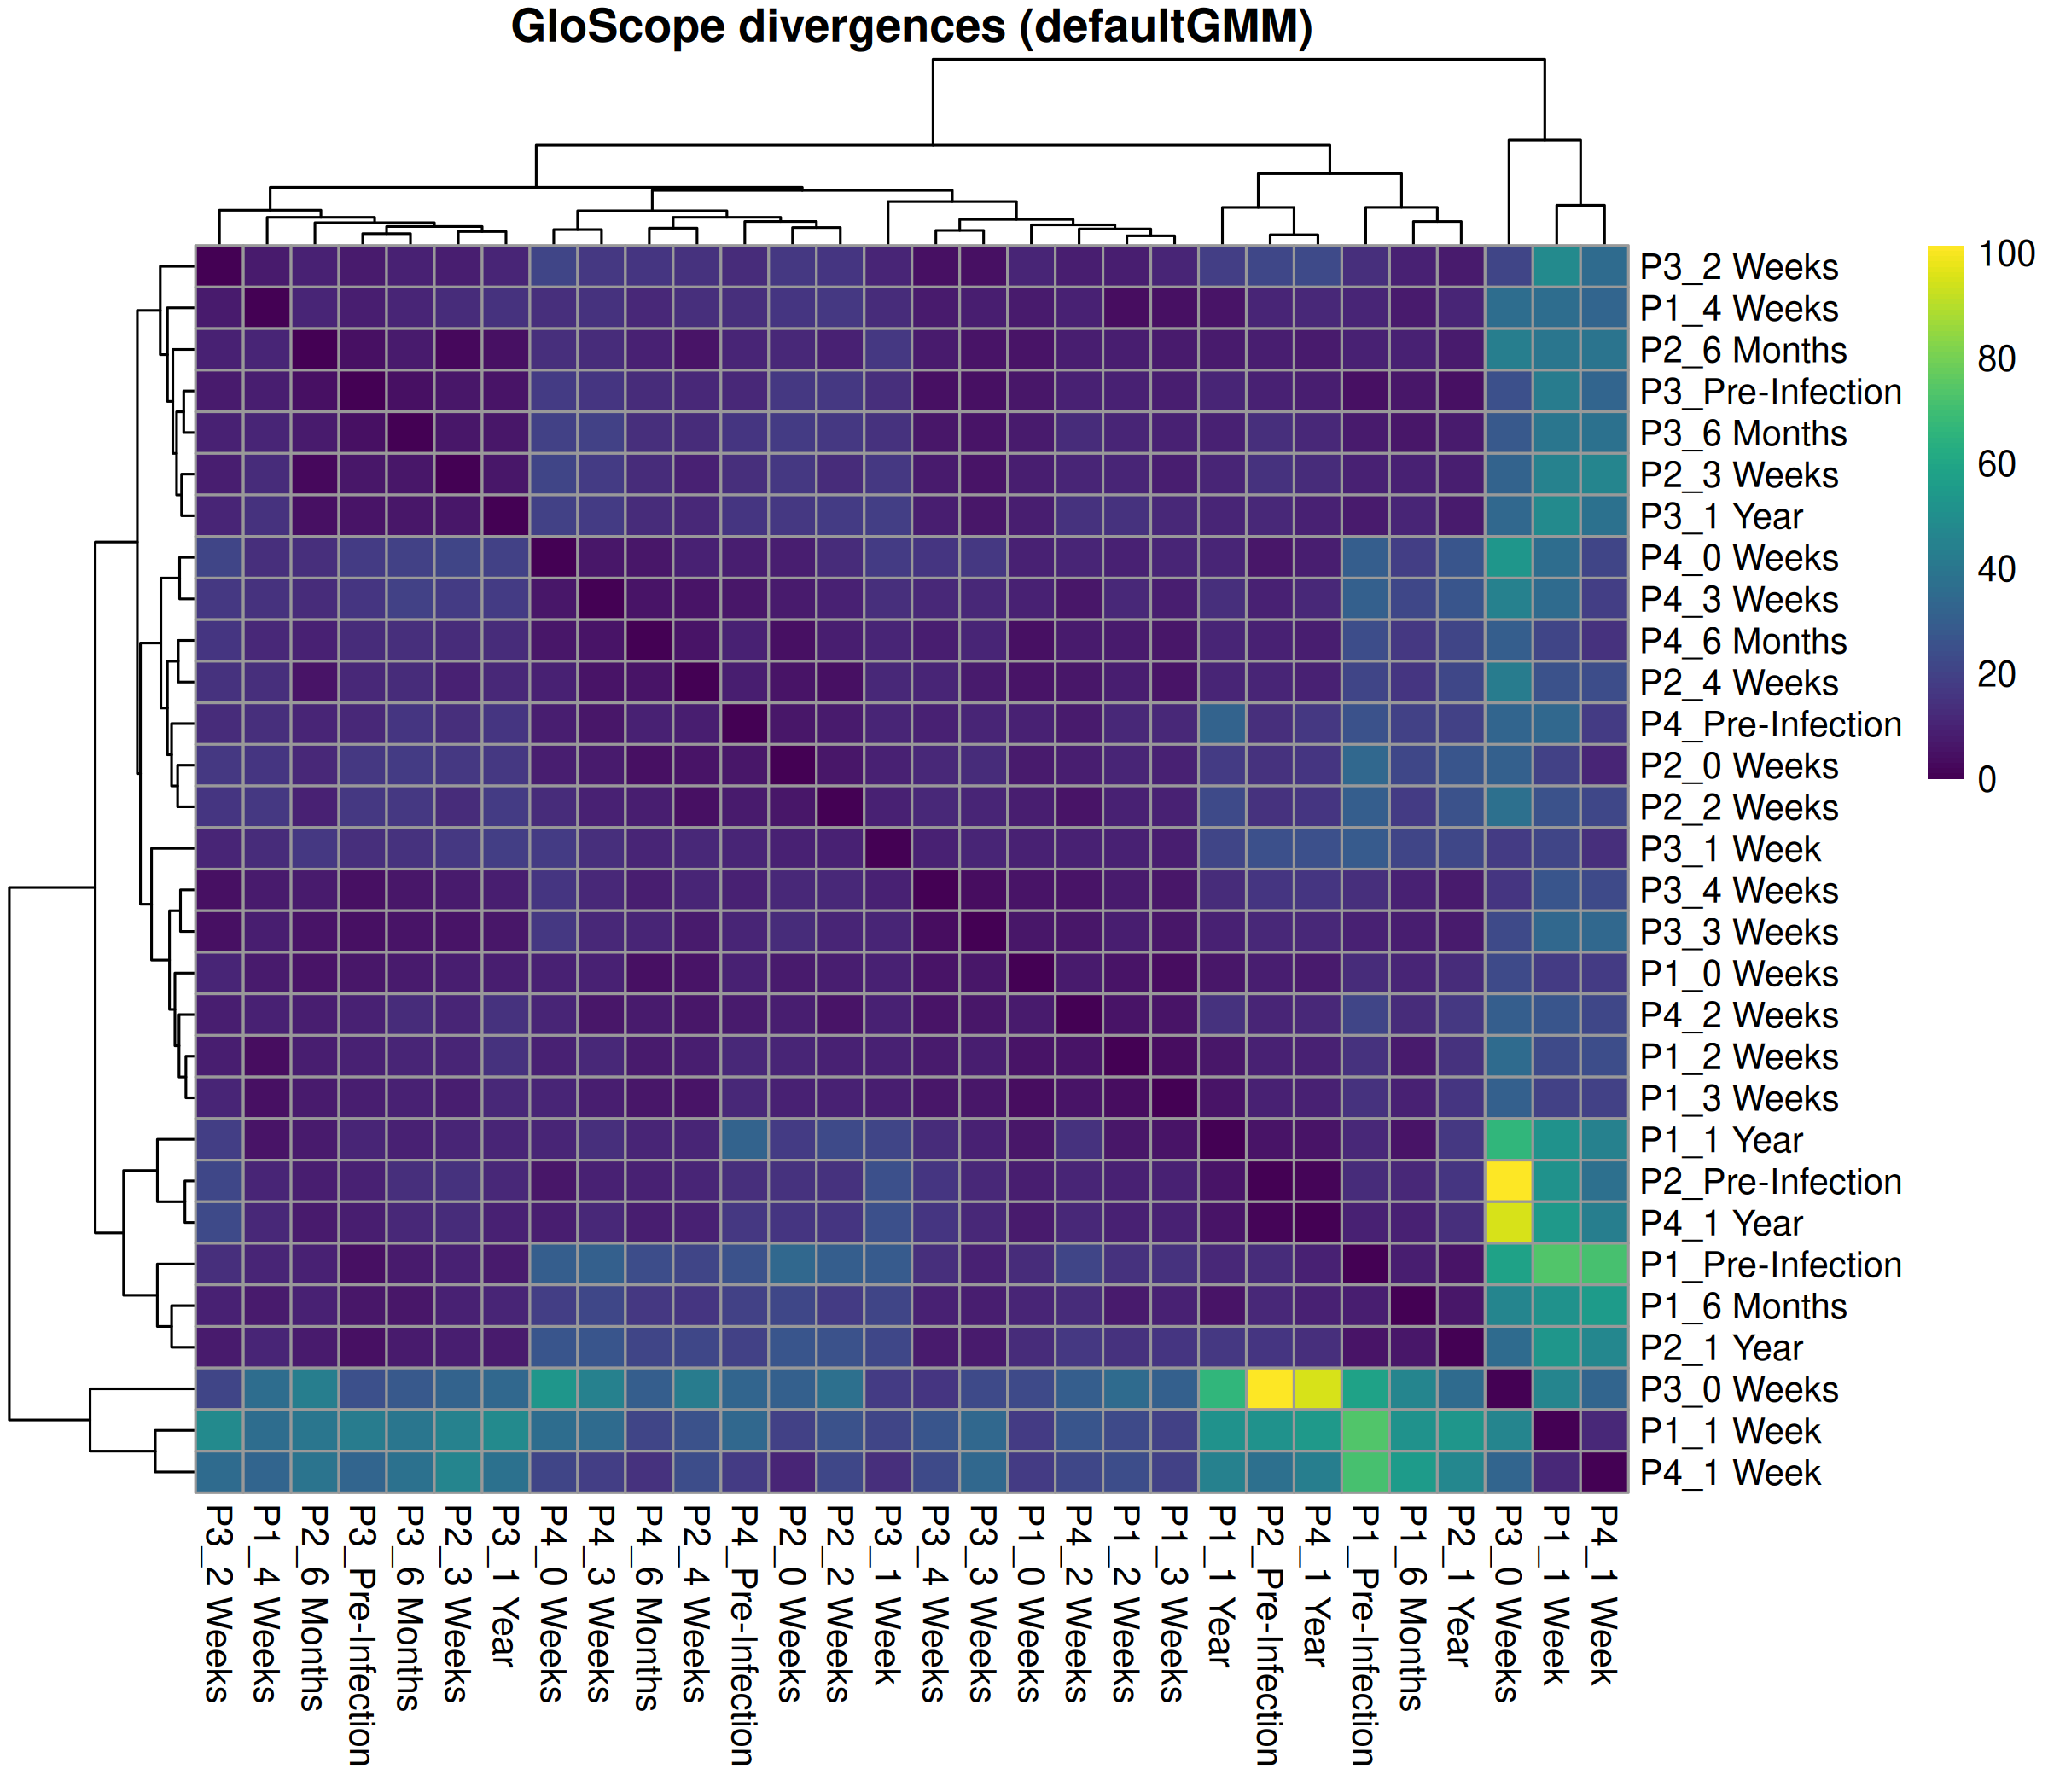 GloScope divergences (defaultGMM)
P3_2 Weeks
P1_4 Weeks
P2_6 Months
P3_Pre-Infection
P3_6 Months
P2_3 Weeks
P3_1 Year
P4_0 Weeks
P4_3 Weeks
P4_6 Months
P2_4 Weeks
P4_Pre-Infection
P2_0 Weeks
P2_2 Weeks
P3_1 Week
P3_4 Weeks
P3_3 Weeks
P1_0 Weeks
P4_2 Weeks
P1_2 Weeks
P1_3 Weeks
P1_1 Year
P2_Pre-Infection
P4_1 Year
P1_Pre-Infection
P1_6 Months
P2_1 Year
P3_0 Weeks
P1_1 Week
P4_1 Week
100
80
60
40
20
0
P3_2 Weeks
P1_4 Weeks
P2_6 Months
P3_Pre-Infection
P3_6 Months
P2_3 Weeks
P3_1 Year
P4_0 Weeks
P4_3 Weeks
P4_6 Months
P2_4 Weeks
P4_Pre-Infection
P2_0 Weeks
P2_2 Weeks
P3_1 Week
P3_4 Weeks
P3_3 Weeks
P1_0 Weeks
P4_2 Weeks
P1_2 Weeks
P1_3 Weeks
P1_1 Year
P2_Pre-Infection
P4_1 Year
P1_Pre-Infection
P1_6 Months
P2_1 Year
P3_0 Weeks
P1_1 Week
P4_1 Week